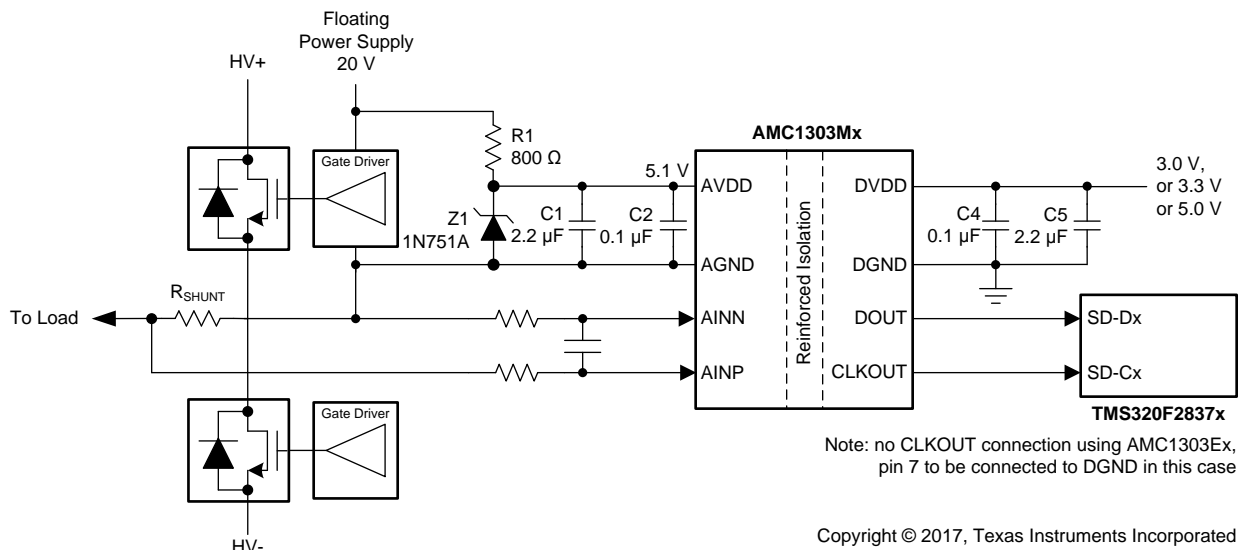 Floating
Power Supply
20 V
HV+
R1
800 Ω
AMC1303Mx
Gate Driver
5.1 V
AVDD
DVDD
3.0 V,
or 3.3 V
or 5.0 V
Z1
1N751A
C1
2.2 µF
C2
0.1 µF
C4
0.1 µF
C5
2.2 µF
Reinforced Isolation
AGND
DGND
RSHUNT
To Load
AINN
DOUT
SD-Dx
AINP
CLKOUT
SD-Cx
TMS320F2837x
Gate Driver
Note: no CLKOUT connection using AMC1303Ex,
pin 7 to be connected to DGND in this case
HV-
Copyright © 2017, Texas Instruments Incorporated